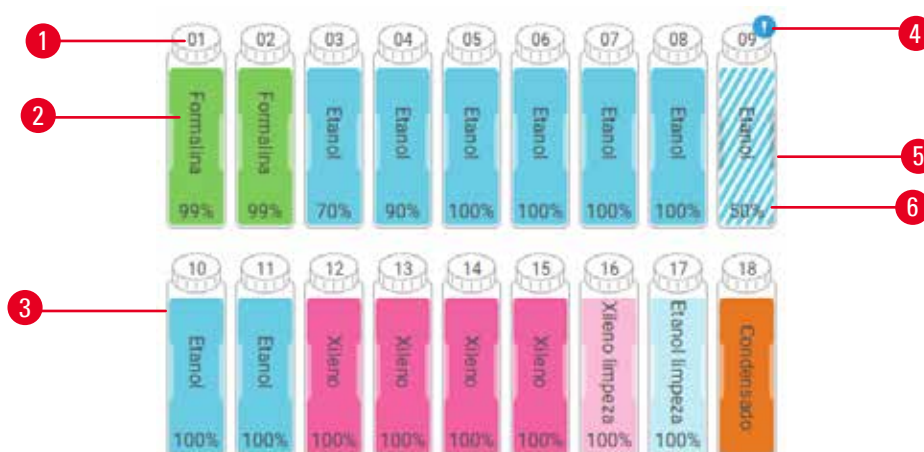 1
01 02 03 04 05 06 07 08 09
4
2
Formalina Formalina Etanol Etanol Etanol Etanol Etanol Etanol Etanol
5
99% 99% 70% 90% 100% 100% 100% 100% 50%
6
10 11 12 13 14 15 16 17 18
3
Etanol Etanol Xileno Xileno Xileno Xileno Xileno limpeza Etanol limpeza Condensado
100% 100% 100% 100% 100% 100% 100% 100%